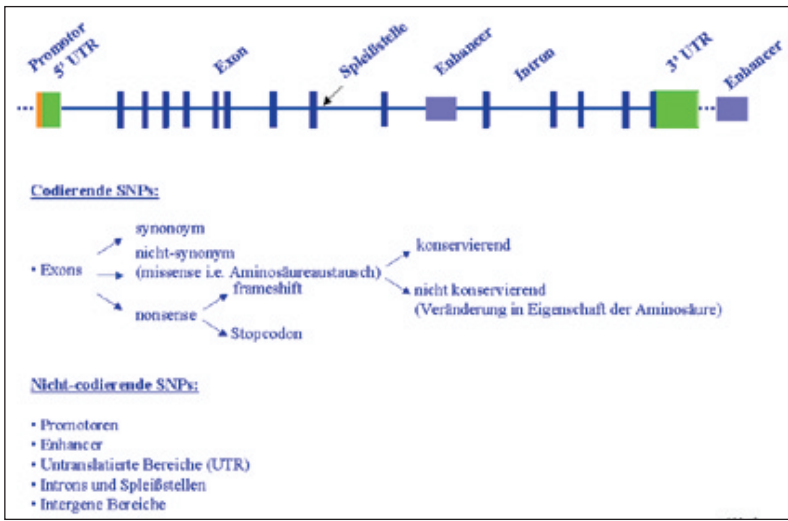 Promotor
5' UTR
Exon
Spleißstelle
Enhancer
Intron
3' UTR
Enhancer
Codierende SNPs:
• Exons
synonoym
nicht-synonym
(missense i.e. Aminosäureaustausch)
konservierend
nicht konservierend
(Veränderung in Eigenschaft der Aminosäure)
nonsense
frameshift
Stopcodon
Nicht-codierende SNPs:
• Promotoren
• Enhancer
• Untranslatierte Bereiche (UTR)
• Introns und Spleißstellen
• Intergene Bereiche